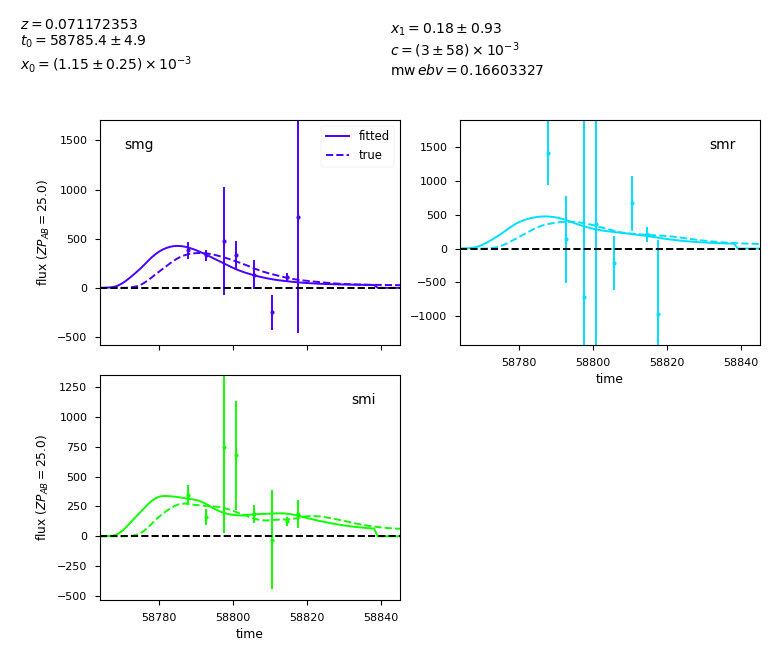 z = 0.071172353
t₀ = 58785.4 ± 4.9
x₀ = (1.15 ± 0.25) × 10⁻³
x₁ = 0.18 ± 0.93
c = (3 ± 58) × 10⁻³
mw ebv = 0.16603327
smg
fitted
true
1500
1000
500
0
−500
flux (ZP_AB = 25.0)
smr
1500
1000
500
0
−500
−1000
58780 58800 58820 58840
time
smi
1250
1000
750
500
250
0
−250
−500
flux (ZP_AB = 25.0)
58780 58800 58820 58840
time